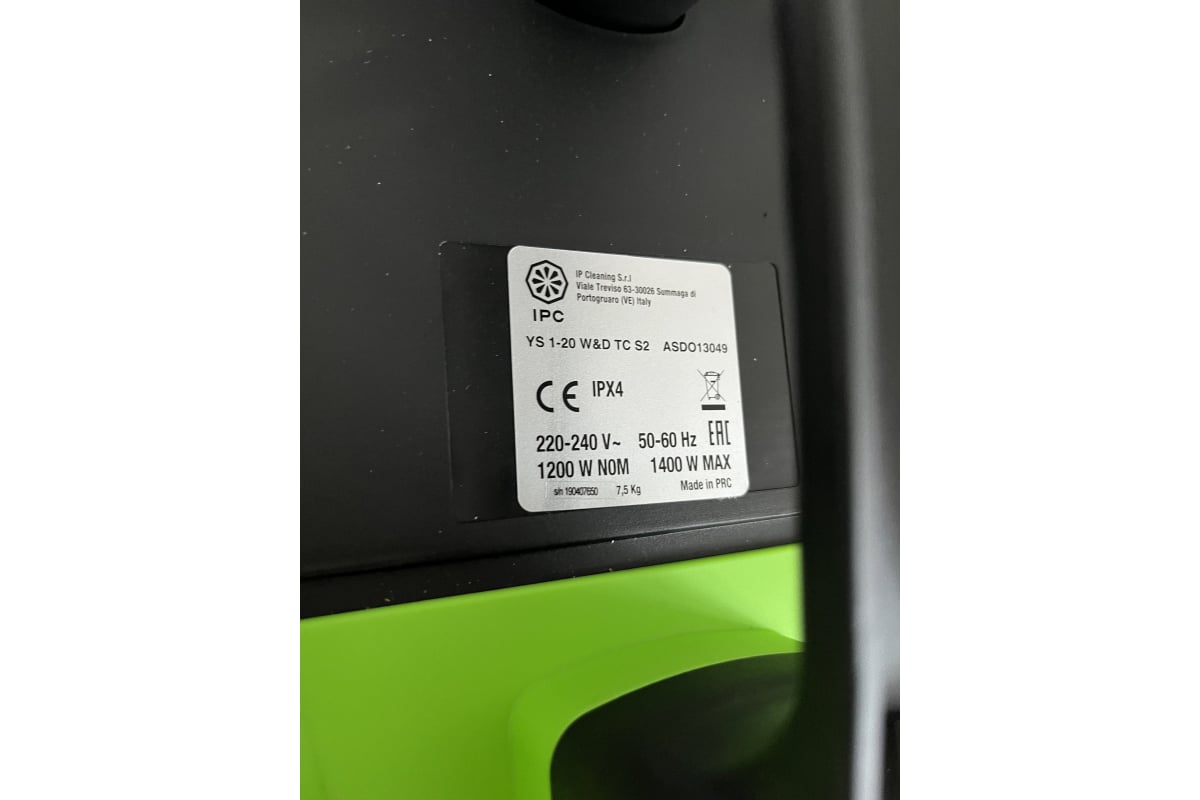 IP Cleaning S.r.l
Viale Treviso 63-30026 Summaga di
Portogruaro (VE) Italy
IPC
YS 1-20 W&D TC S2 ASDO13049
CE IPX4
220-240 V~ 50-60 Hz EAC
1200 W NOM 1400 W MAX
s/n 190407650 7,5 Kg Made in PRC